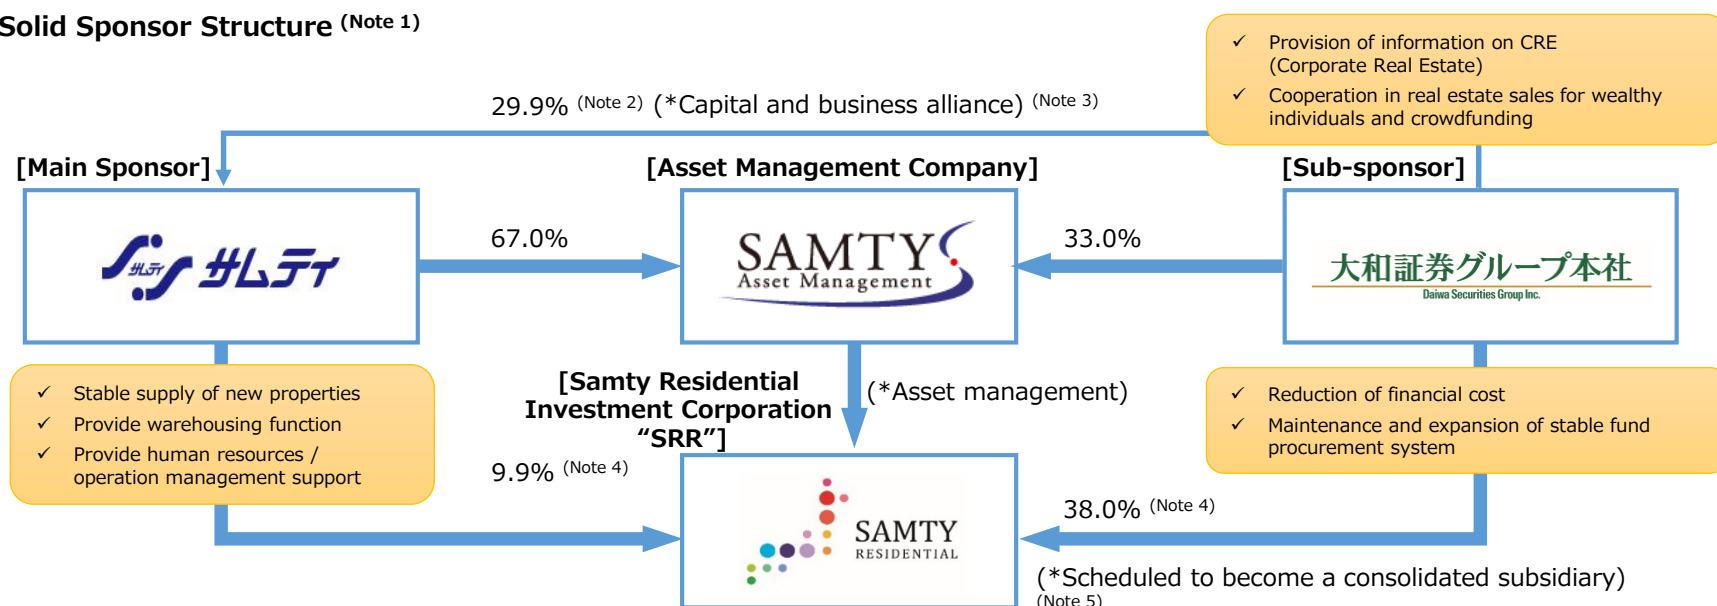 Solid Sponsor Structure (Note 1)
✓ Provision of information on CRE
(Corporate Real Estate)
✓ Cooperation in real estate sales for wealthy
individuals and crowdfunding
29.9% (Note 2) (*Capital and business alliance) (Note 3)
[Main Sponsor]
[Asset Management Company]
[Sub-sponsor]
サムティ サムティ
67.0%
SAMTY
Asset Management
33.0%
大和証券グループ本社
Daiwa Securities Group Inc.
✓ Stable supply of new properties
✓ Provide warehousing function
✓ Provide human resources /
operation management support
[Samty Residential
Investment Corporation
“SRR”]
(*Asset management)
✓ Reduction of financial cost
✓ Maintenance and expansion of stable fund
procurement system
9.9% (Note 4)
38.0% (Note 4)
SAMTY
RESIDENTIAL
(*Scheduled to become a consolidated subsidiary)
(Note 5)